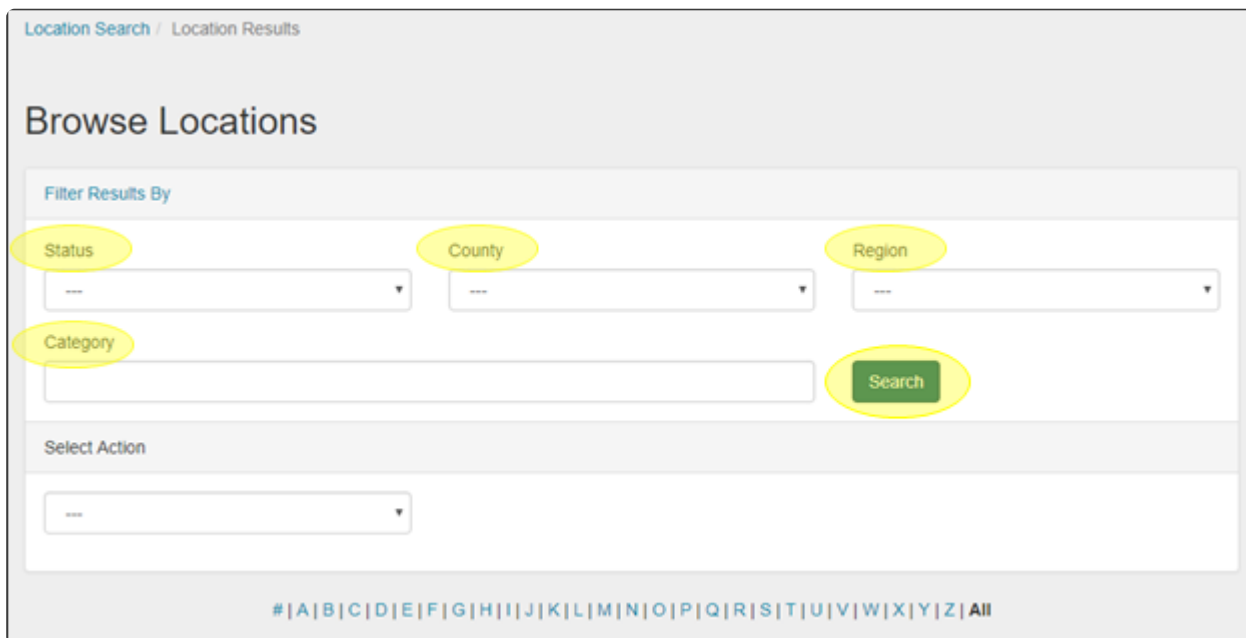 Location Search / Location Results
Browse Locations
Filter Results By
Status County Region
--- --- ---
Category
Search
Select Action
---
# | A | B | C | D | E | F | G | H | I | J | K | L | M | N | O | P | Q | R | S | T | U | V | W | X | Y | Z | All